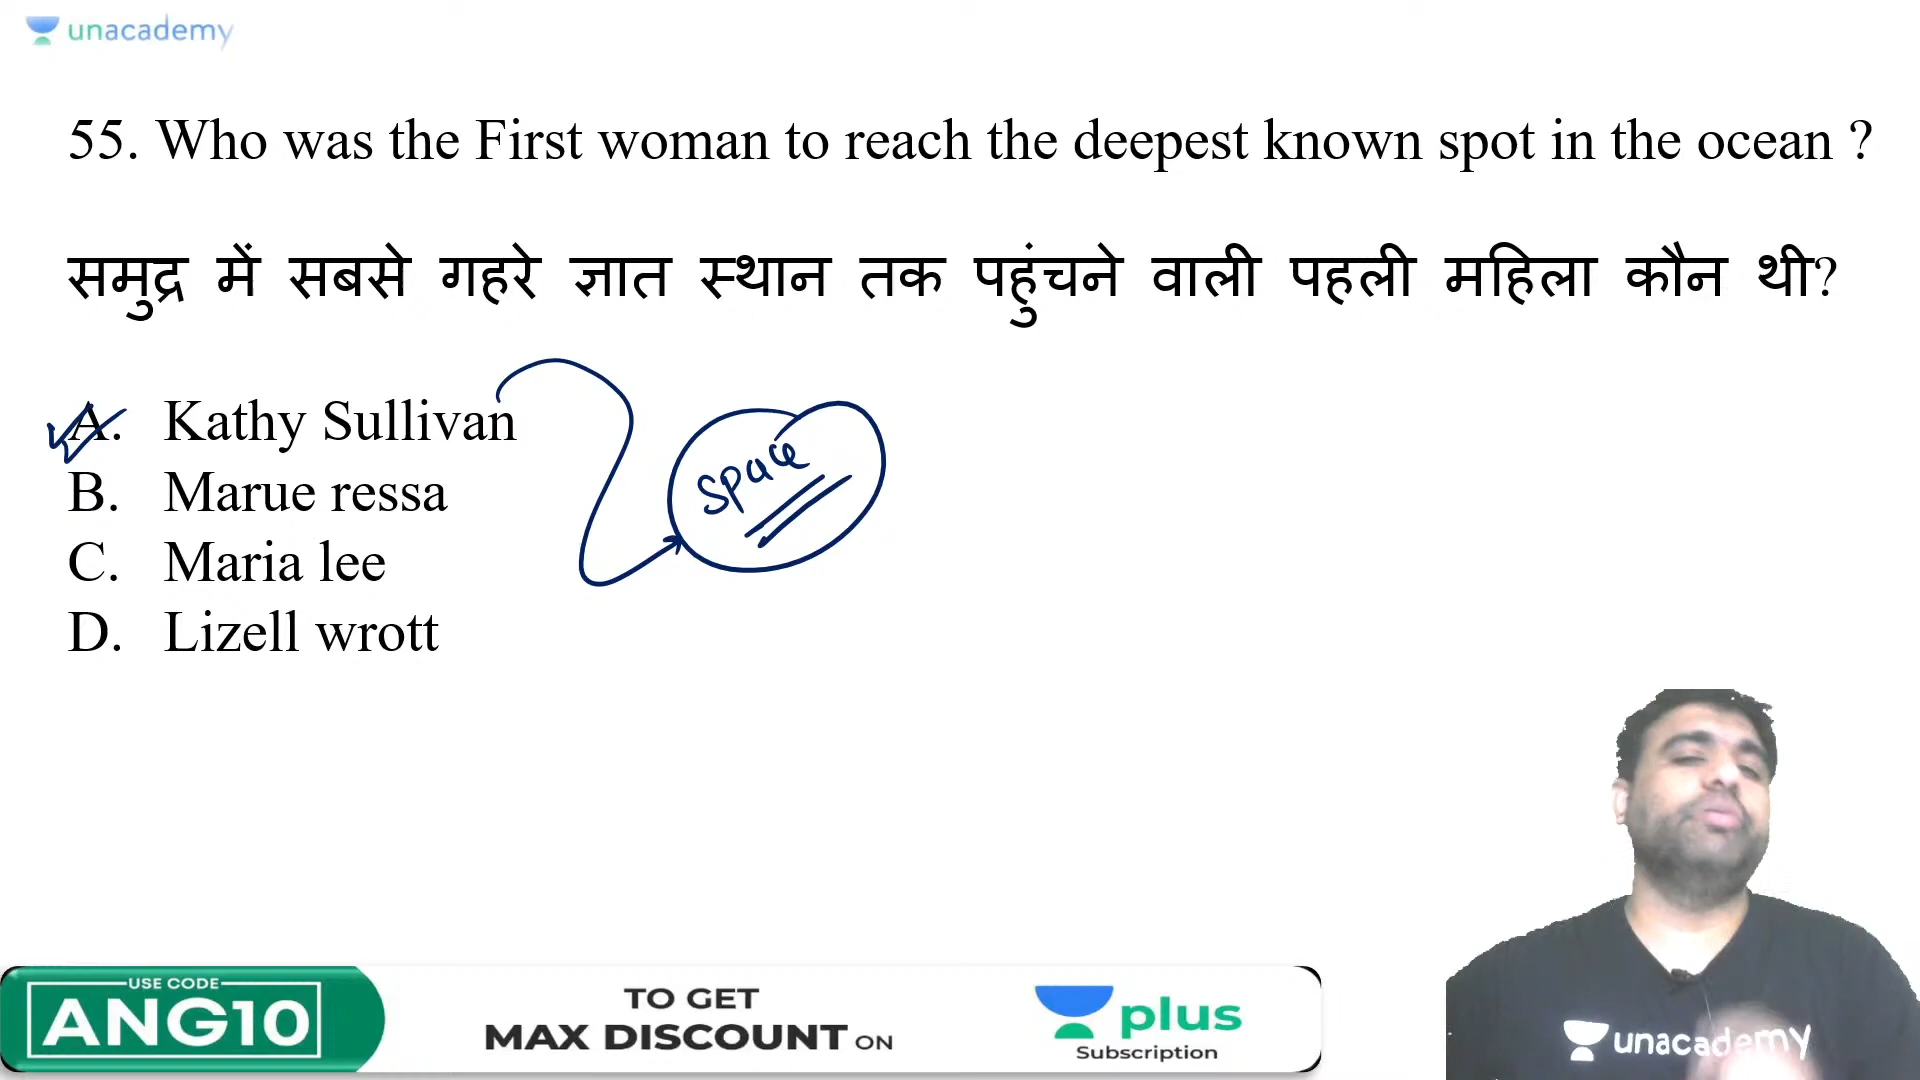 unacademy
55. Who was the First woman to reach the deepest known spot in the ocean ?
समुद्र में सबसे गहरे ज्ञात स्थान तक पहुंचने वाली पहली महिला कौन थी?
A. Kathy Sullivan
B. Marue ressa
C. Maria lee
D. Lizell wrott
space
USE CODE
ANG10
TO GET
MAX DISCOUNT ON
plus
Subscription
unacademy